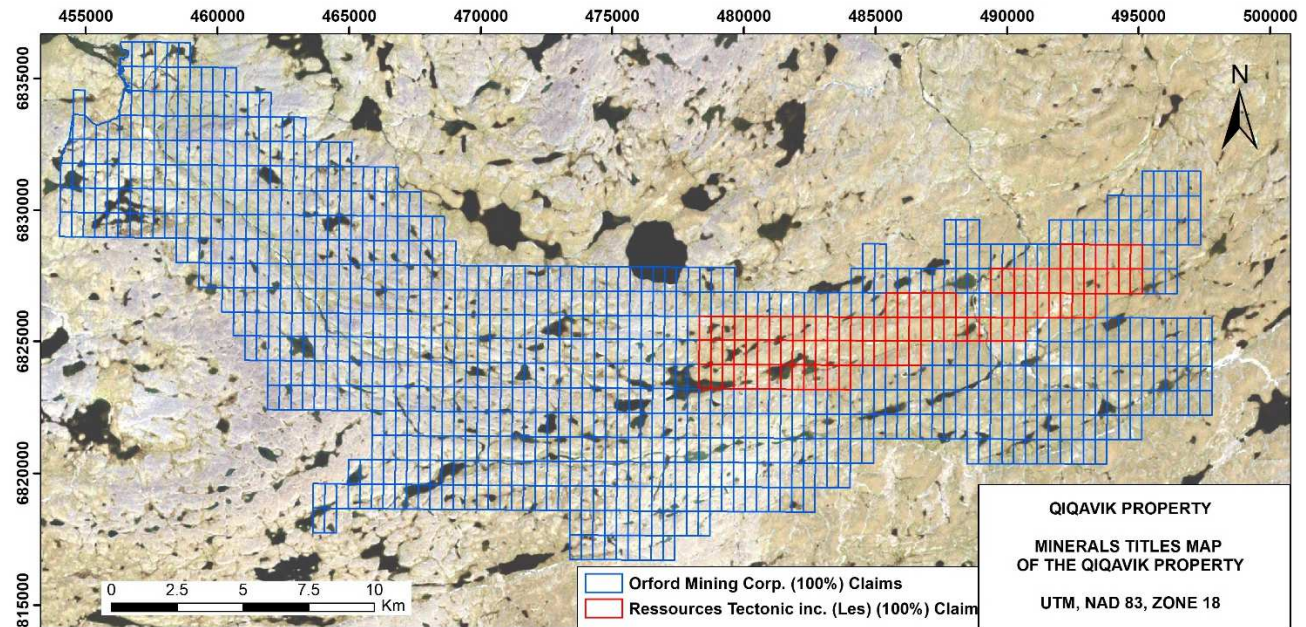 455000 460000 465000 470000 475000 480000 485000 490000 495000 500000
6835000
6830000
6825000
6820000
6815000
N
0 2.5 5 7.5 10
Km
Orford Mining Corp. (100%) Claims
Ressources Tectonic inc. (Les) (100%) Claim
QIQAVIK PROPERTY
MINERALS TITLES MAP
OF THE QIQAVIK PROPERTY
UTM, NAD 83, ZONE 18